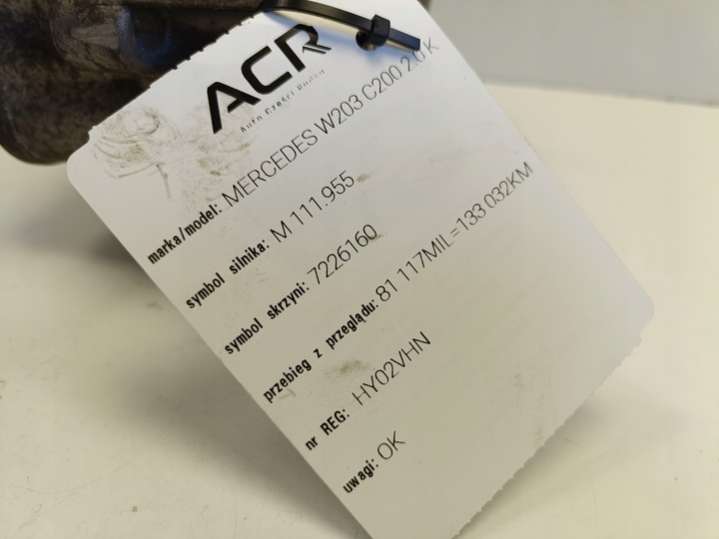 ACR
Auto Części Rudzy
marka/model: MERCEDES W203 C200 2.0 K
symbol silnika: M 111.955
symbol skrzyni: 7226160
przebieg z przeglądu: 81 117MIL=133 032KM
nr REG: HY02VHN
uwagi: OK